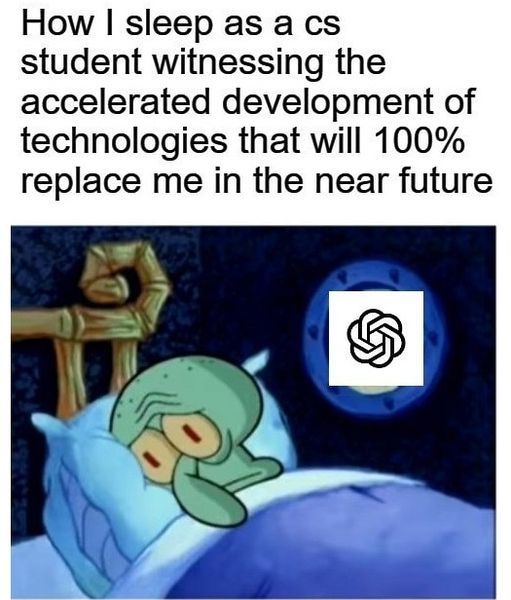 How I sleep as a cs
student witnessing the
accelerated development of
technologies that will 100%
replace me in the near future